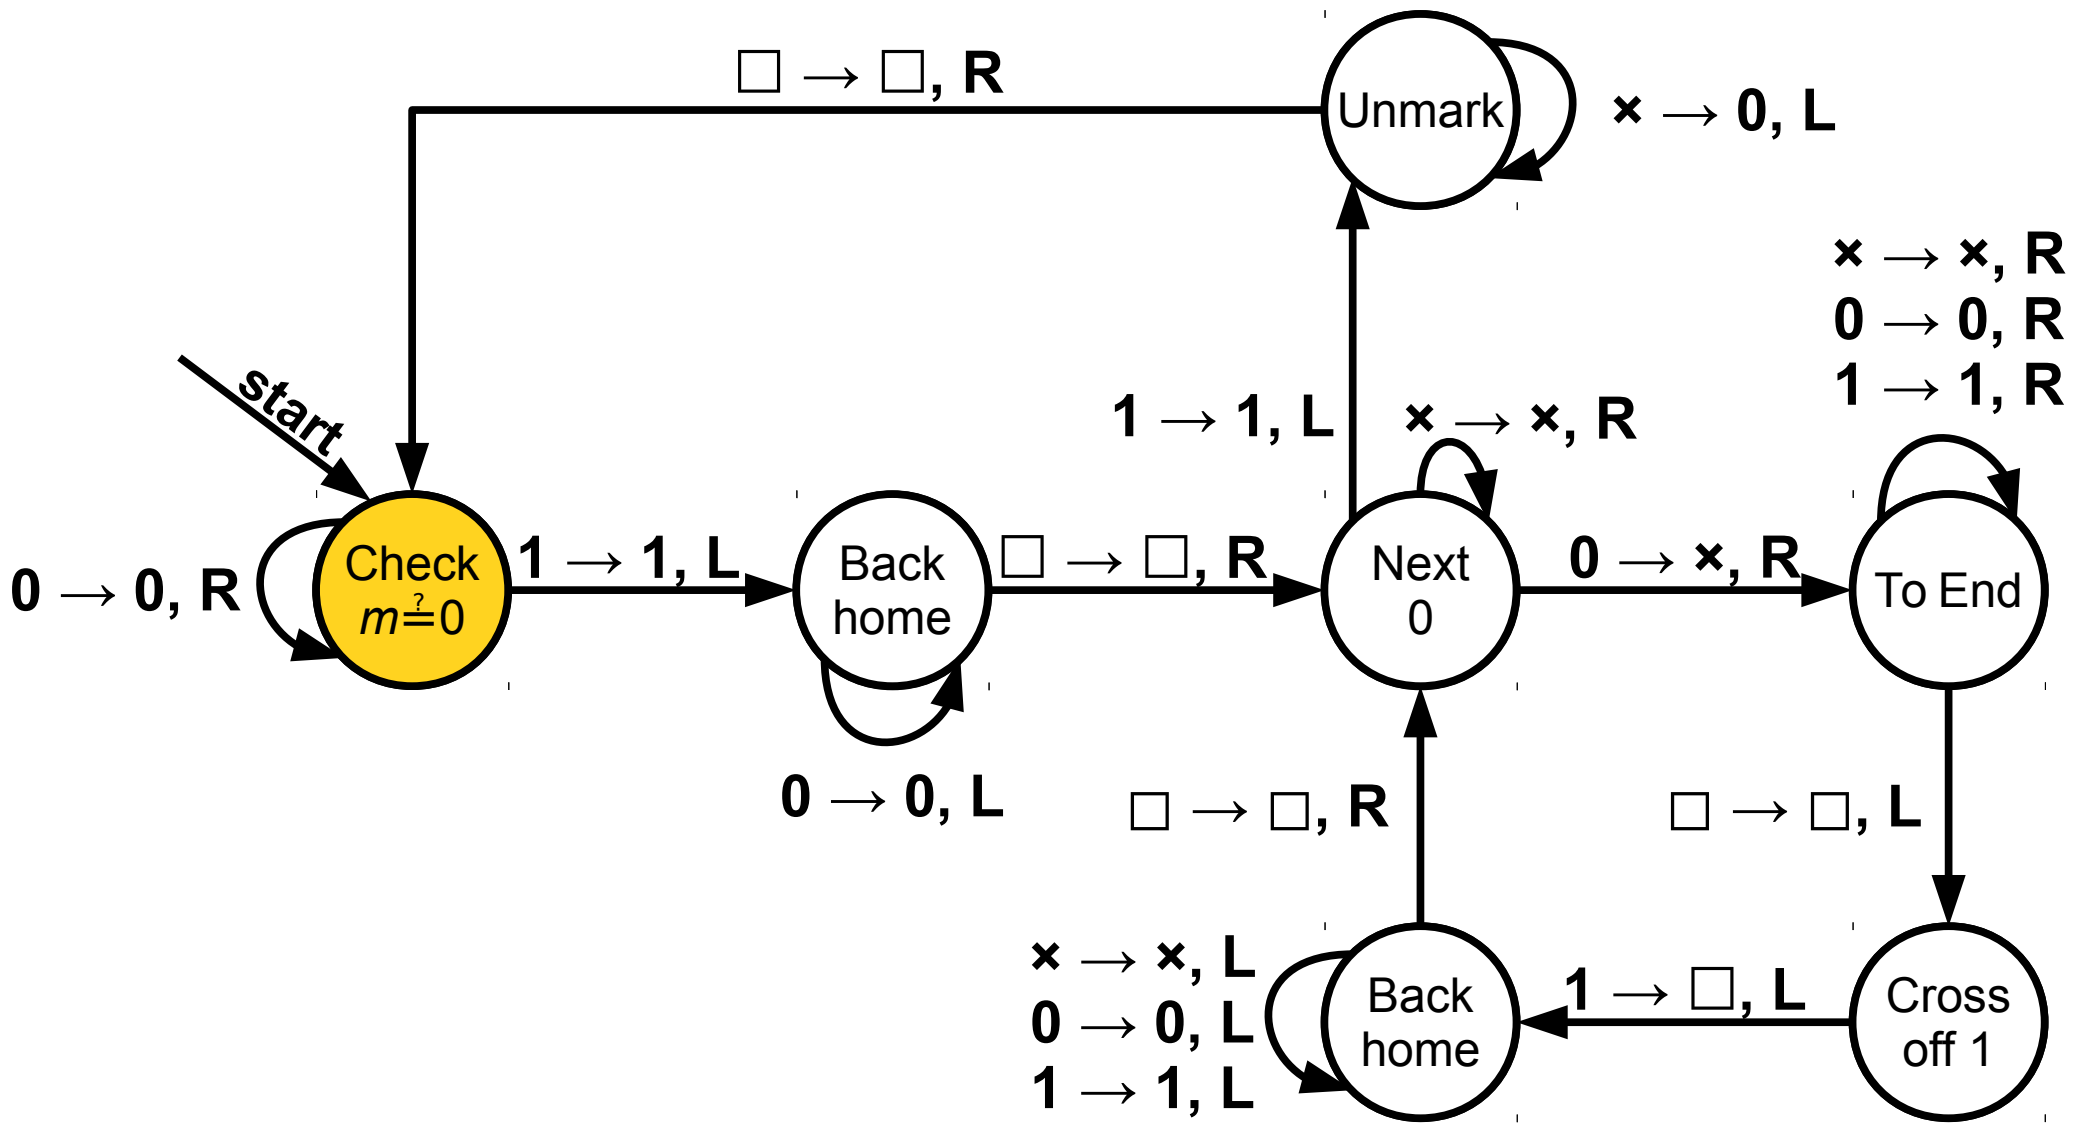 □ → □, R
Unmark
× → 0, L
× → ×, R
0 → 0, R
1 → 1, R
start
1 → 1, L
× → ×, R
0 → 0, R
Check
m≟0
1 → 1, L
Back
home
□ → □, R
Next
0
0 → ×, R
To End
0 → 0, L
□ → □, R
□ → □, L
× → ×, L
0 → 0, L
1 → 1, L
Back
home
1 → □, L
Cross
off 1